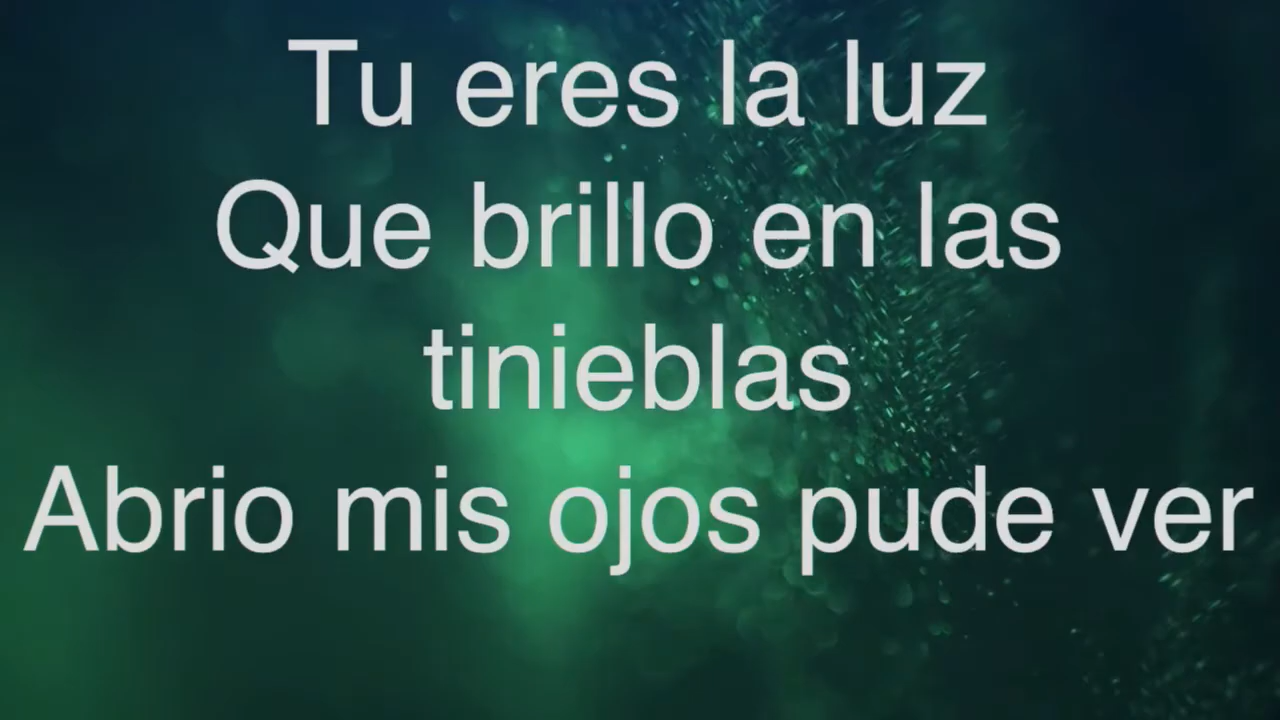 Tu eres la luz
Que brillo en las
tinieblas
Abrio mis ojos pude ver